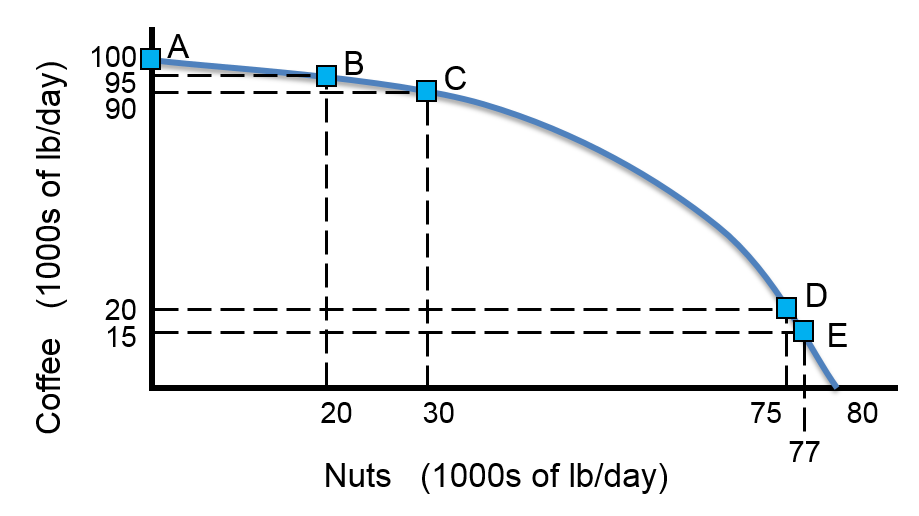 100
A
95
B
90
C
Coffee (1000s of lb/day)
20
D
15
E
20
30
75
80
77
Nuts (1000s of lb/day)